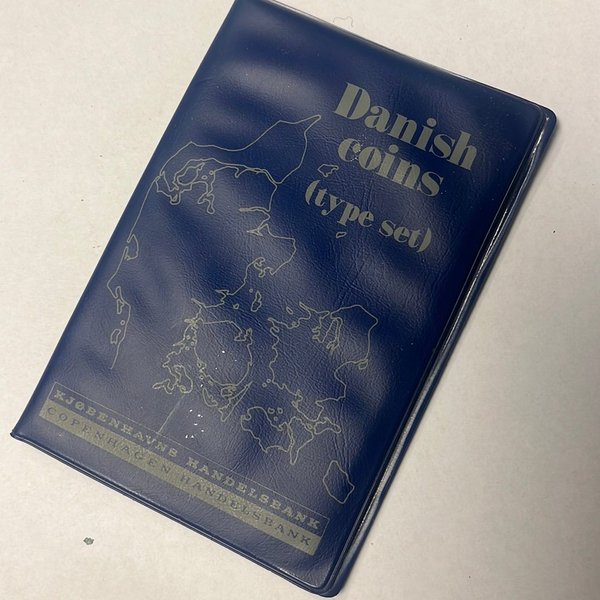 Danish
coins
(type set)
KJØBENHAVNS HANDELSBANK
COPENHAGEN HANDELSBANK